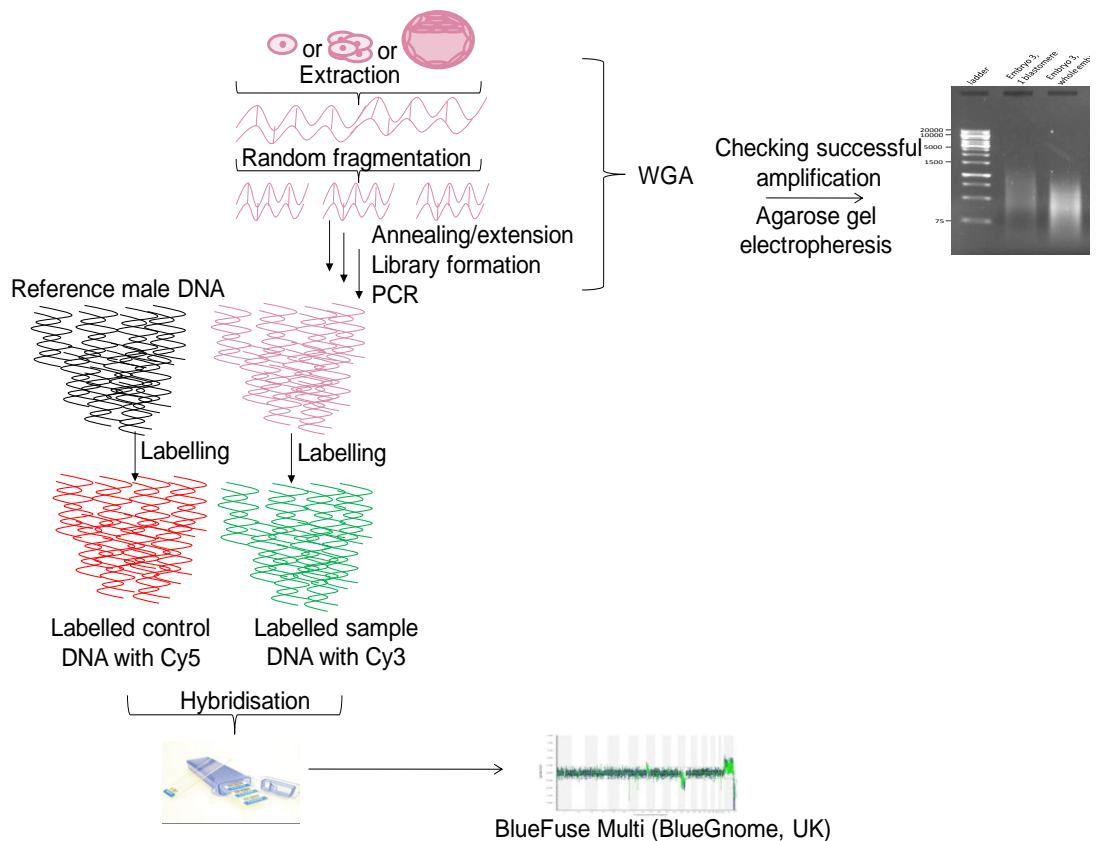 or or
Extraction
Random fragmentation
Annealing/extension
Library formation
PCR
WGA
Checking successful
amplification
Agarose gel
electropheresis
ladder
Embryo 3,
1 blastomere
Embryo 3,
whole emb
20000
10000
5000
1500
75
Reference male DNA
Labelling
Labelling
Labelled control
DNA with Cy5
Labelled sample
DNA with Cy3
Hybridisation
BlueFuse Multi (BlueGnome, UK)